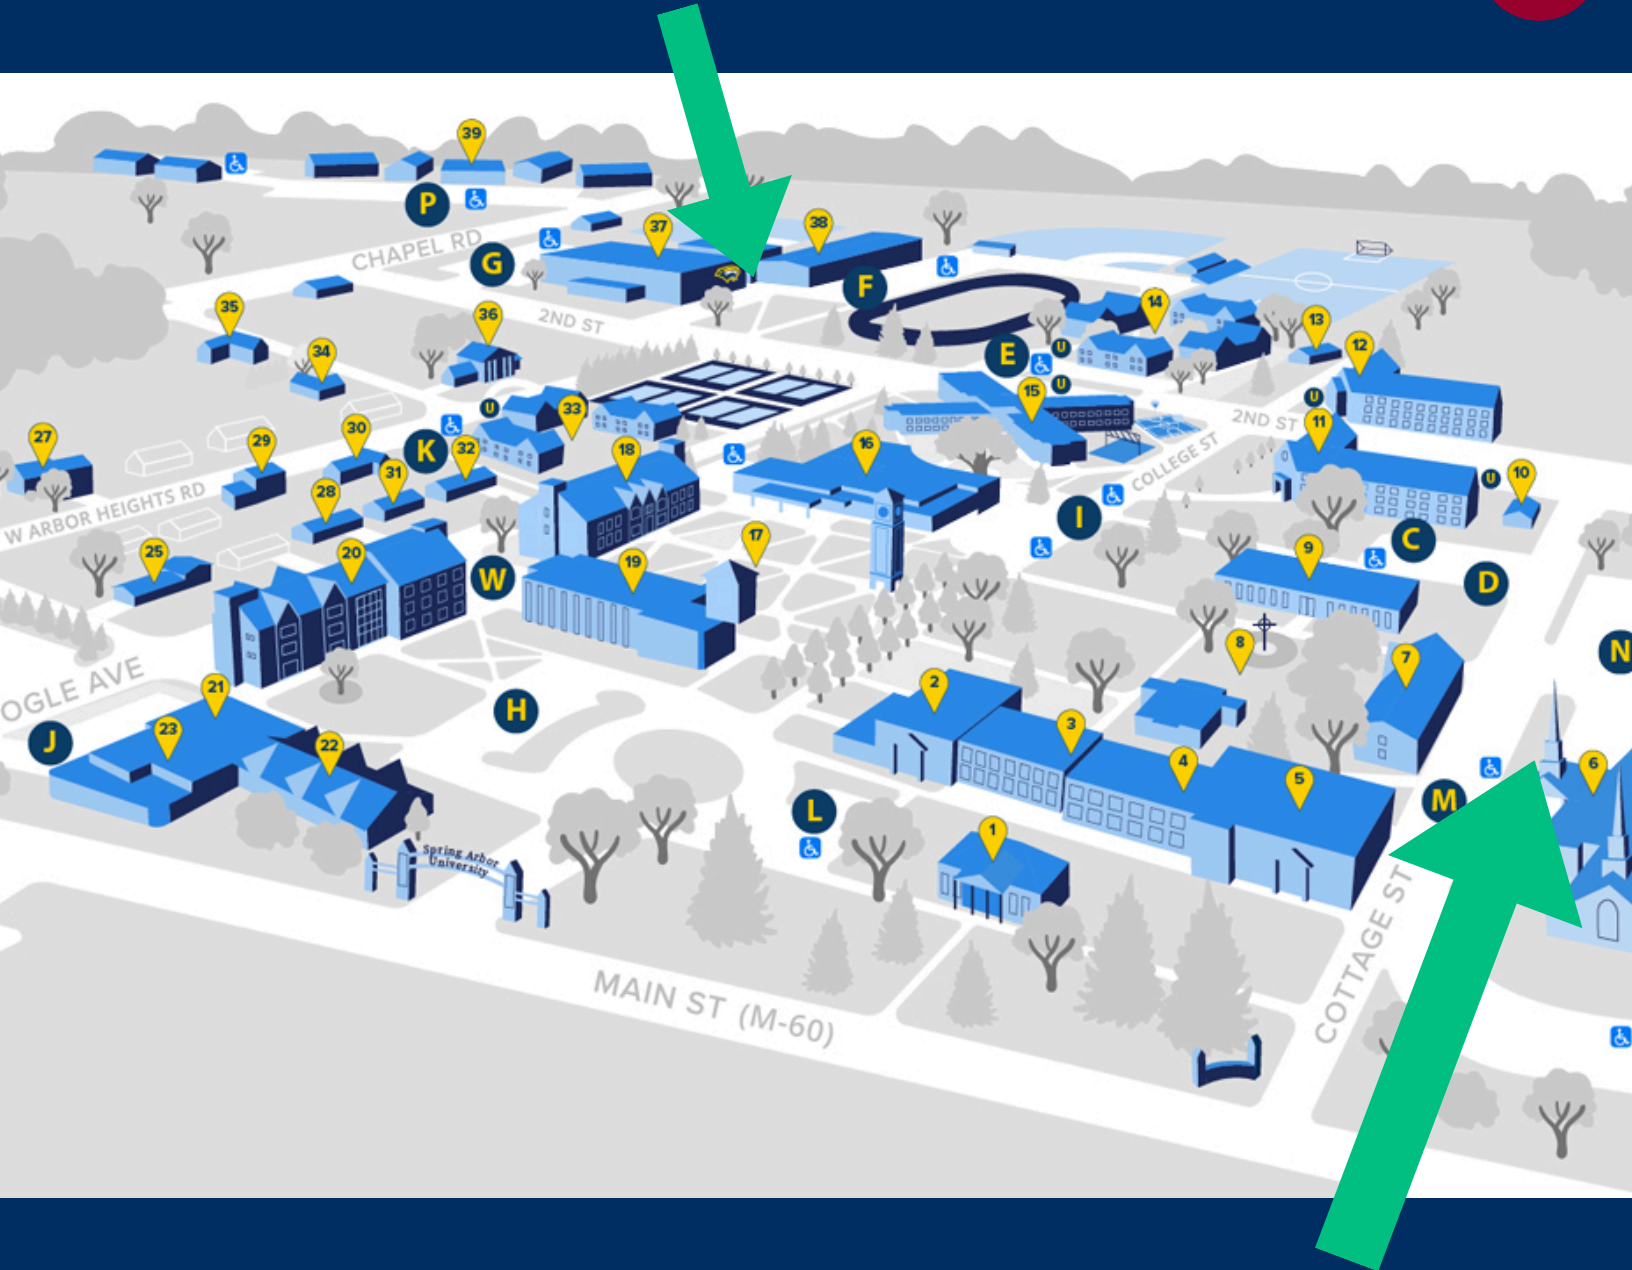 39
P
CHAPEL RD
37
38
G
F
35
36
2ND ST
14
13
34
E
U
12
15
U
U
33
U
2ND ST
11
27
29
30
K
32
18
16
COLLEGE ST
31
28
U
10
W ARBOR HEIGHTS RD
I
C
25
20
W
19
17
9
D
8
7
N
OGLE AVE
21
2
J
23
H
3
22
4
5
6
M
L
1
Spring Arbor
University
COTTAGE ST
MAIN ST (M-60)